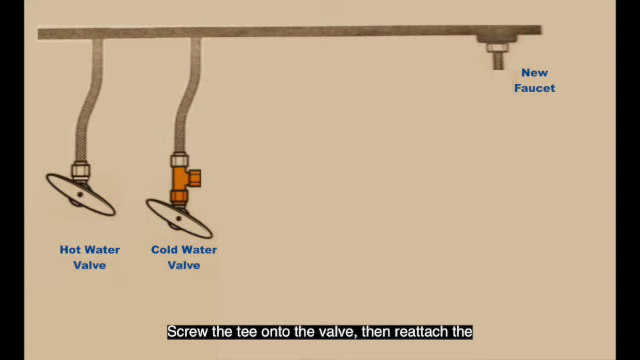 New
Faucet
Hot Water
Valve
Cold Water
Valve
Screw the tee onto the valve, then reattach the